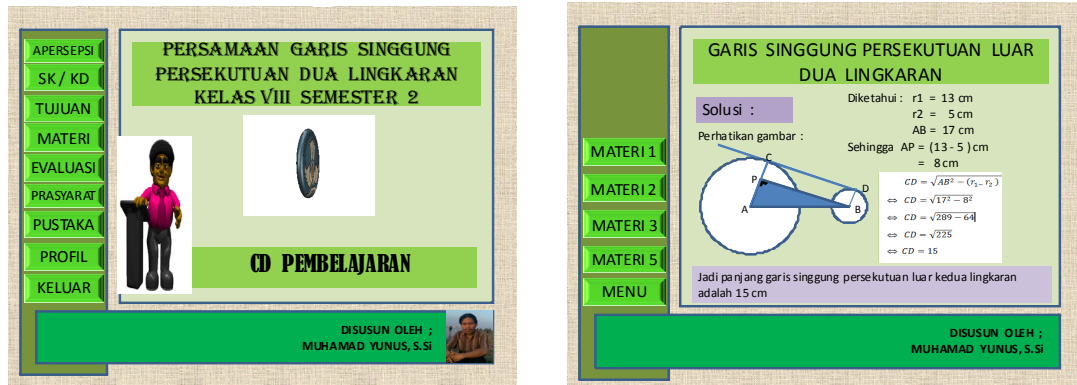 APERSEPSI
SK / KD
TUJUAN
MATERI
EVALUASI
PRASYARAT
PUSTAKA
PROFIL
KELUAR
PERSAMAAN GARIS SINGGUNG
PERSEKUTUAN DUA LINGKARAN
KELAS VIII SEMESTER 2
CD PEMBELAJARAN
DISUSUN OLEH ;
MUHAMAD YUNUS, S.Si
MATERI 1
MATERI 2
MATERI 3
MATERI 5
MENU
GARIS SINGGUNG PERSEKUTUAN LUAR
DUA LINGKARAN
Solusi :
Perhatikan gambar :
C
P
D
A
B
Diketahui : r1 = 13 cm
r2 = 5 cm
AB = 17 cm
Sehingga AP = (13 - 5 ) cm
= 8 cm
CD = √AB² − (r₁₋ r₂ )
⇔ CD = √17² − 8²
⇔ CD = √289 − 64
⇔ CD = √225
⇔ CD = 15
Jadi panjang garis singgung persekutuan luar kedua lingkaran
adalah 15 cm
DISUSUN OLEH ;
MUHAMAD YUNUS, S.Si